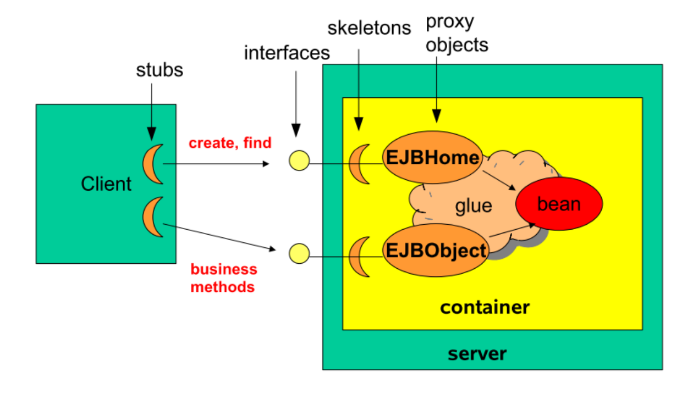 skeletons
proxy
objects
interfaces
stubs
create, find
EJBHome
Client
glue
bean
EJBObject
business
methods
container
server